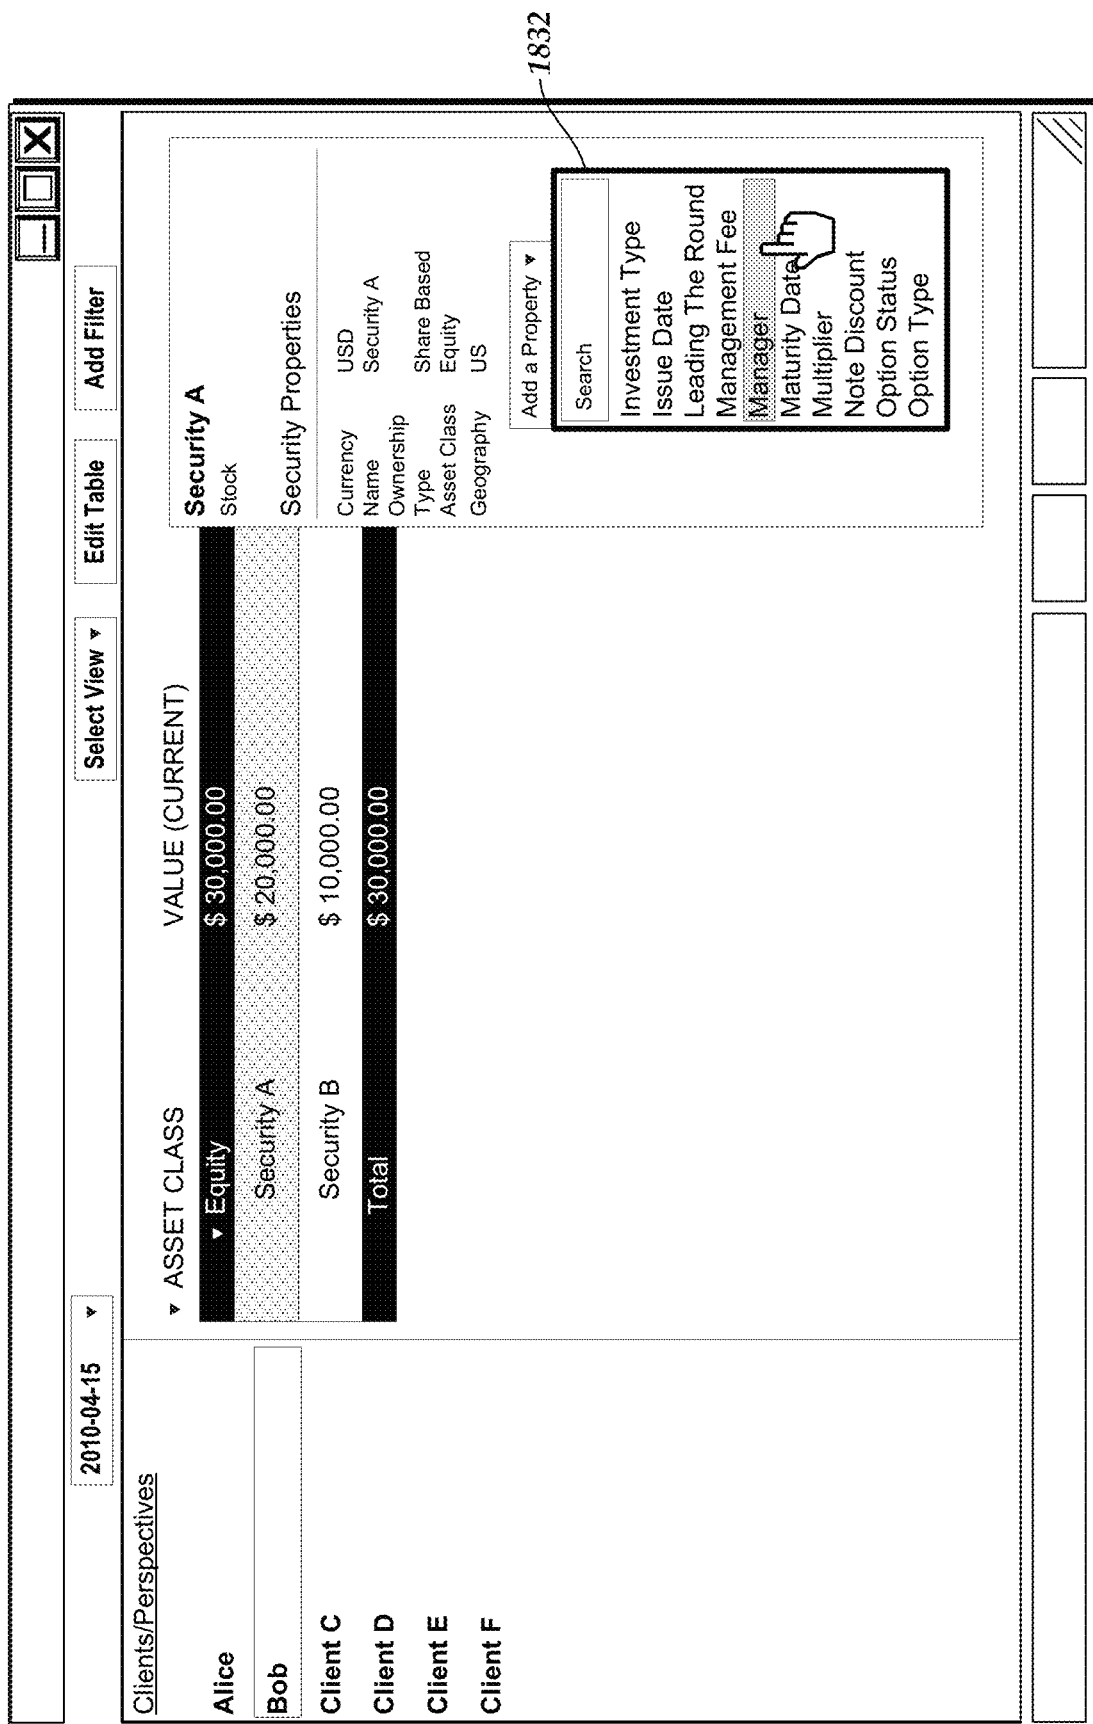 2010-04-15 ▼
Select View ▼
Edit Table
Add Filter
Clients/Perspectives
Alice
Bob
Client C
Client D
Client E
Client F
▼ ASSET CLASS VALUE (CURRENT)
▼ Equity $ 30,000.00
Security A $ 20,000.00
Security B $ 10,000.00
Total $ 30,000.00
Security A
Stock
Security Properties
Currency USD
Name Security A
Ownership
Type Share Based
Asset Class Equity
Geography US
Add a Property ▼
Search
Investment Type
Issue Date
Leading The Round
Management Fee
Manager
Maturity Date
Multiplier
Note Discount
Option Status
Option Type
1832